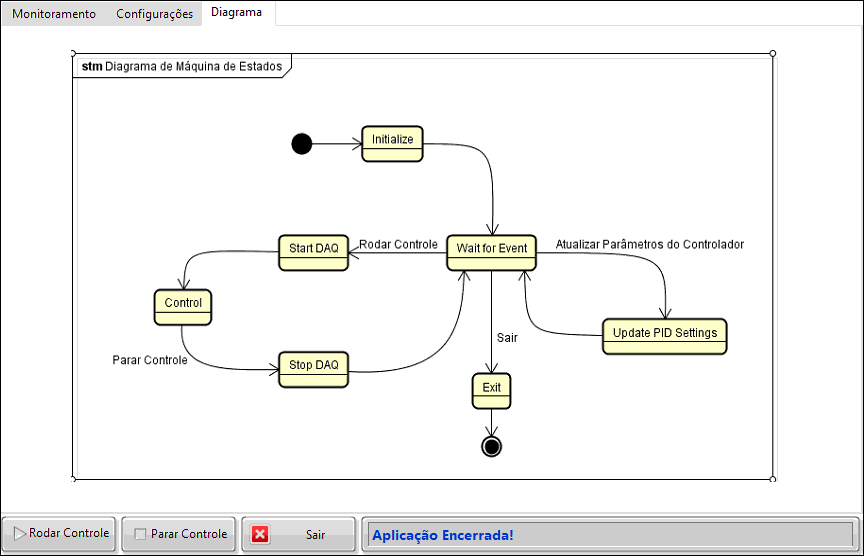 Monitoramento Configurações Diagrama
stm Diagrama de Máquina de Estados
Initialize
Start DAQ
Rodar Controle
Wait for Event
Atualizar Parâmetros do Controlador
Control
Update PID Settings
Sair
Parar Controle
Stop DAQ
Exit
Rodar Controle
Parar Controle
Sair
Aplicação Encerrada!